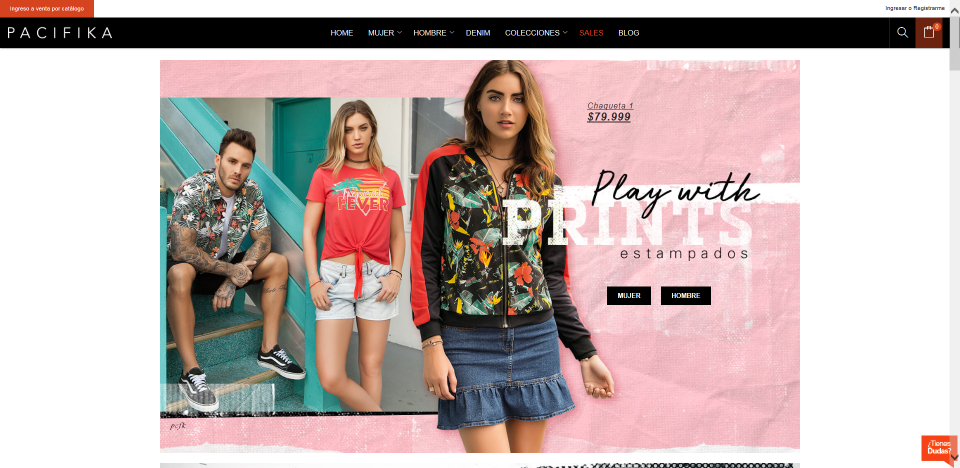 Ingreso a venta por catálogo
Ingresar o Registrarme
PACIFIKA
HOME MUJER HOMBRE DENIM COLECCIONES SALES BLOG
0
Chaqueta 1
$79.999
FEVER
Play with
PRINTS
estampados
MUJER HOMBRE
pcfk
¿Tienes
Dudas?